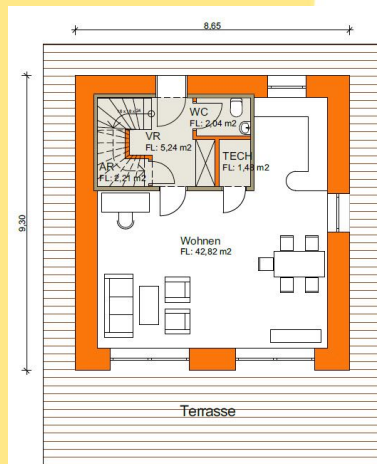 8,65
9,30
WC
FL: 2,04 m2
VR
FL: 5,24 m2
TECH
FL: 1,48 m2
AR
FL: 2,21 m2
Wohnen
FL: 42,82 m2
Terrasse